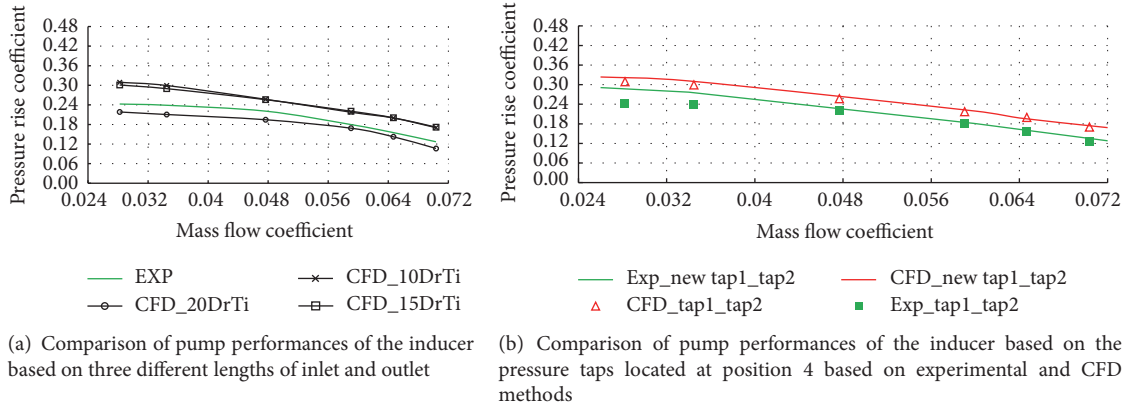 Pressure rise coefficient
0.48
0.42
0.36
0.30
0.24
0.18
0.12
0.06
0.00
0.024 0.032 0.04 0.048 0.056 0.064 0.072
Mass flow coefficient
EXP
CFD_10DrTi
CFD_20DrTi
CFD_15DrTi
(a) Comparison of pump performances of the inducer
based on three different lengths of inlet and outlet
Pressure rise coefficient
0.48
0.42
0.36
0.30
0.24
0.18
0.12
0.06
0.00
0.024 0.032 0.04 0.048 0.056 0.064 0.072
Mass flow coefficient
Exp_new tap1_tap2
CFD_new tap1_tap2
CFD_tap1_tap2
Exp_tap1_tap2
(b) Comparison of pump performances of the inducer based on the
pressure taps located at position 4 based on experimental and CFD
methods